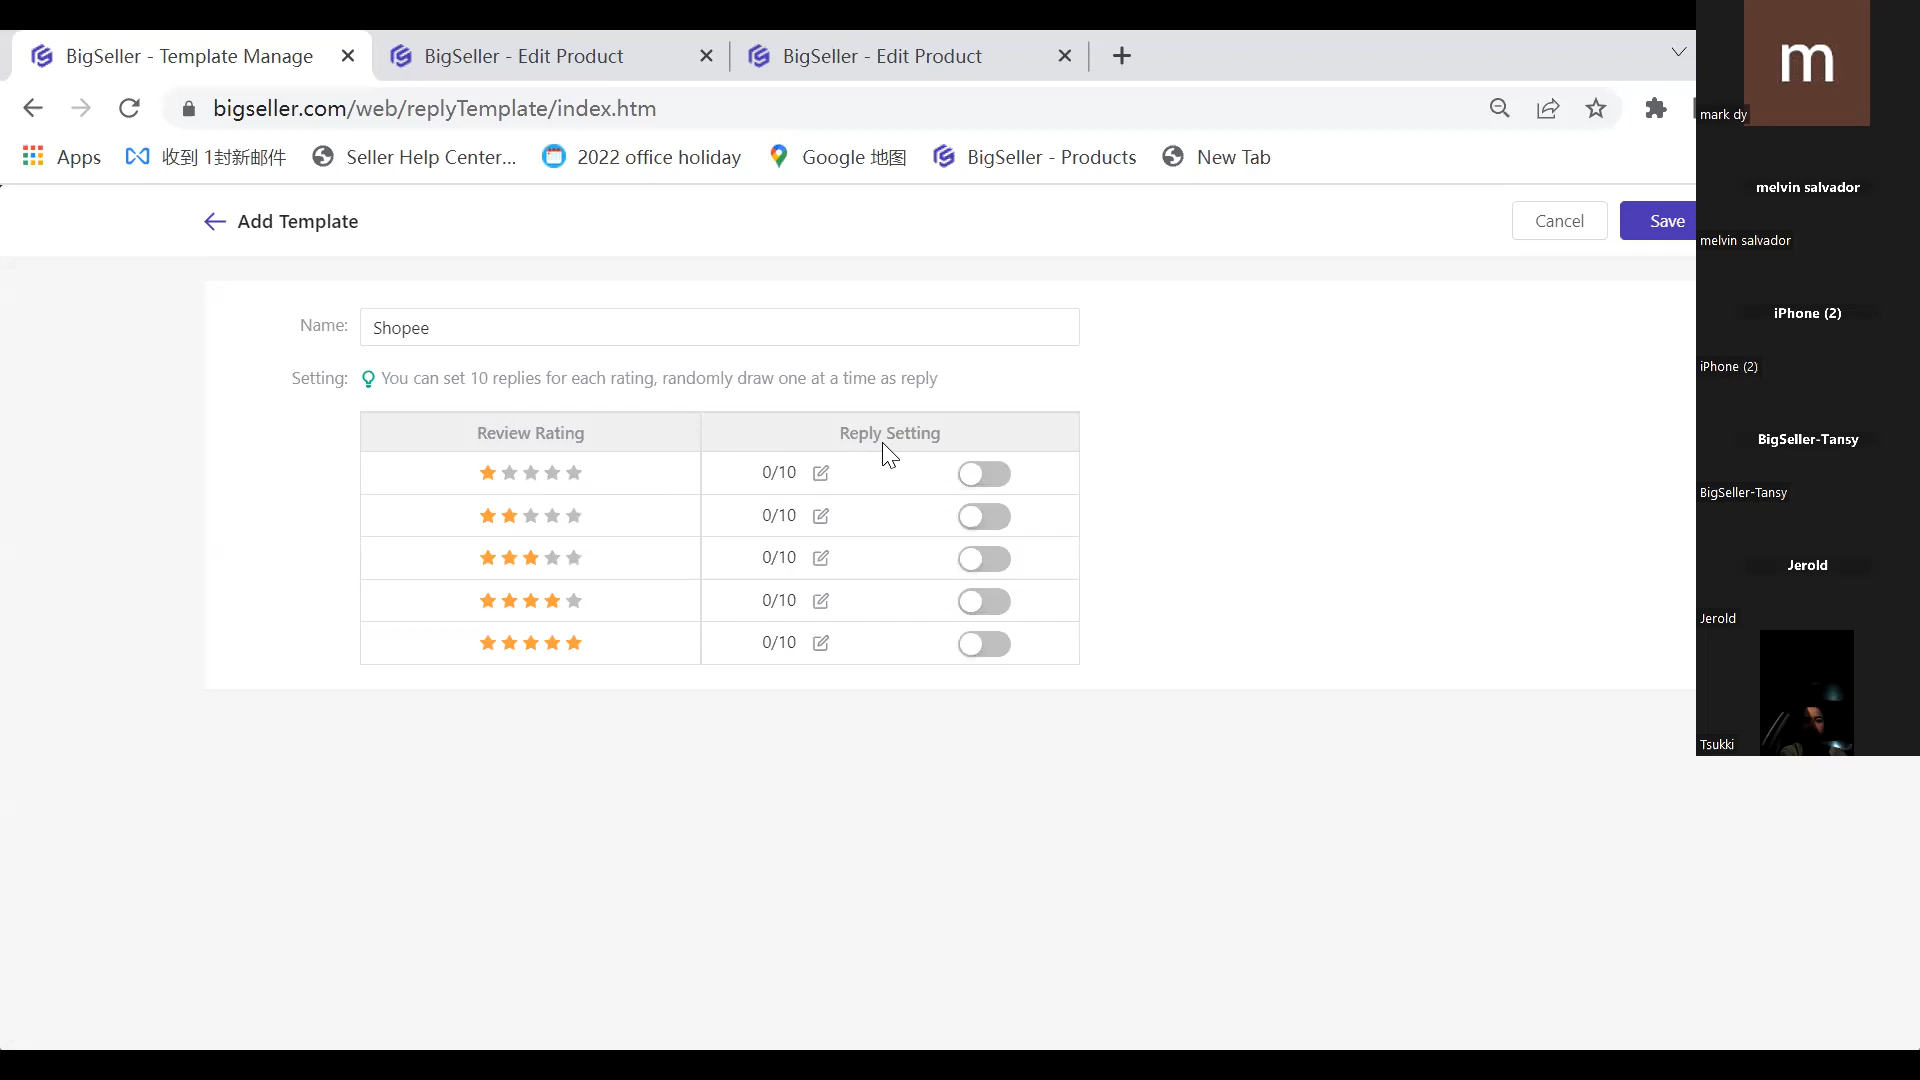 BigSeller - Template Manage
BigSeller - Edit Product
BigSeller - Edit Product
bigseller.com/web/replyTemplate/index.htm
Apps
收到 1封新邮件
Seller Help Center...
2022 office holiday
Google 地图
BigSeller - Products
New Tab
Add Template
Cancel
Save
Name:
Shopee
Setting:
You can set 10 replies for each rating, randomly draw one at a time as reply
Review Rating
Reply Setting
0/10
0/10
0/10
0/10
0/10
m
mark dy
melvin salvador
melvin salvador
iPhone (2)
iPhone (2)
BigSeller-Tansy
BigSeller-Tansy
Jerold
Jerold
Tsukki